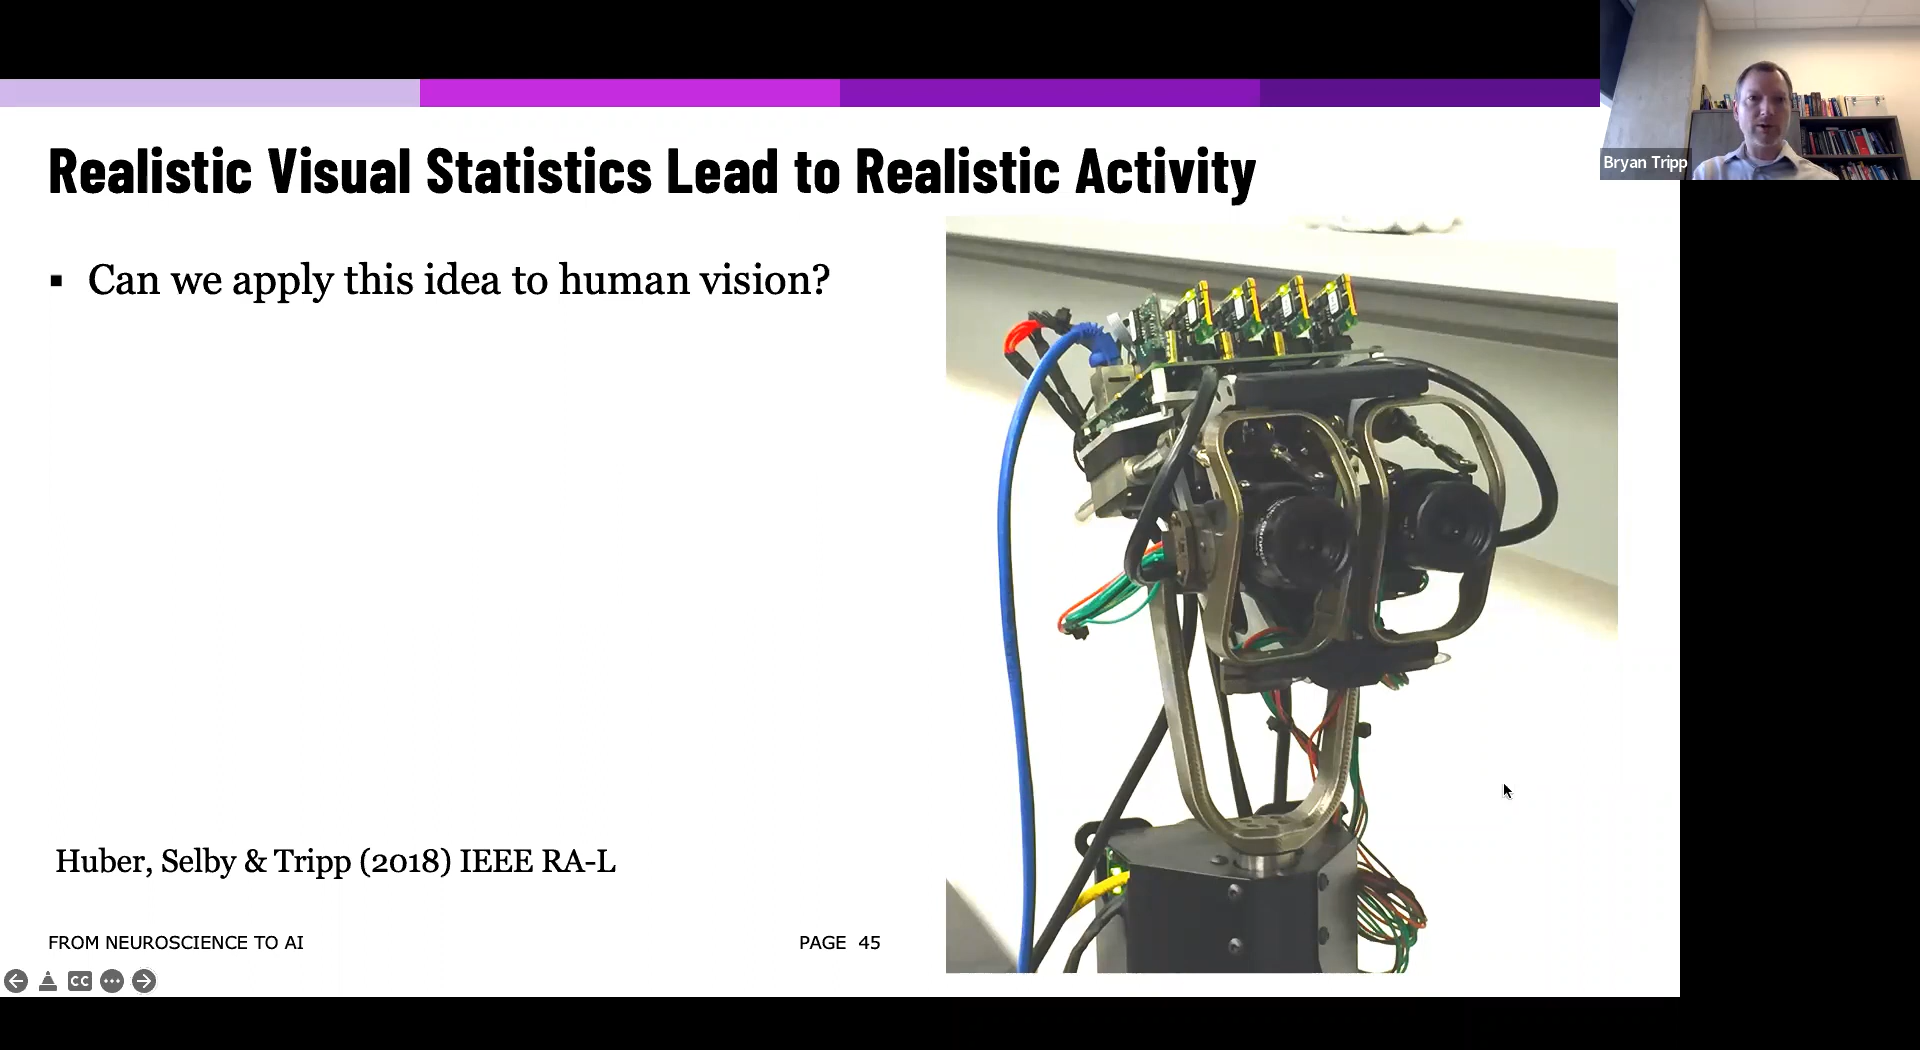 Realistic Visual Statistics Lead to Realistic Activity
▪ Can we apply this idea to human vision?
Huber, Selby & Tripp (2018) IEEE RA-L
FROM NEUROSCIENCE TO AI
PAGE 45
CC
Bryan Tripp